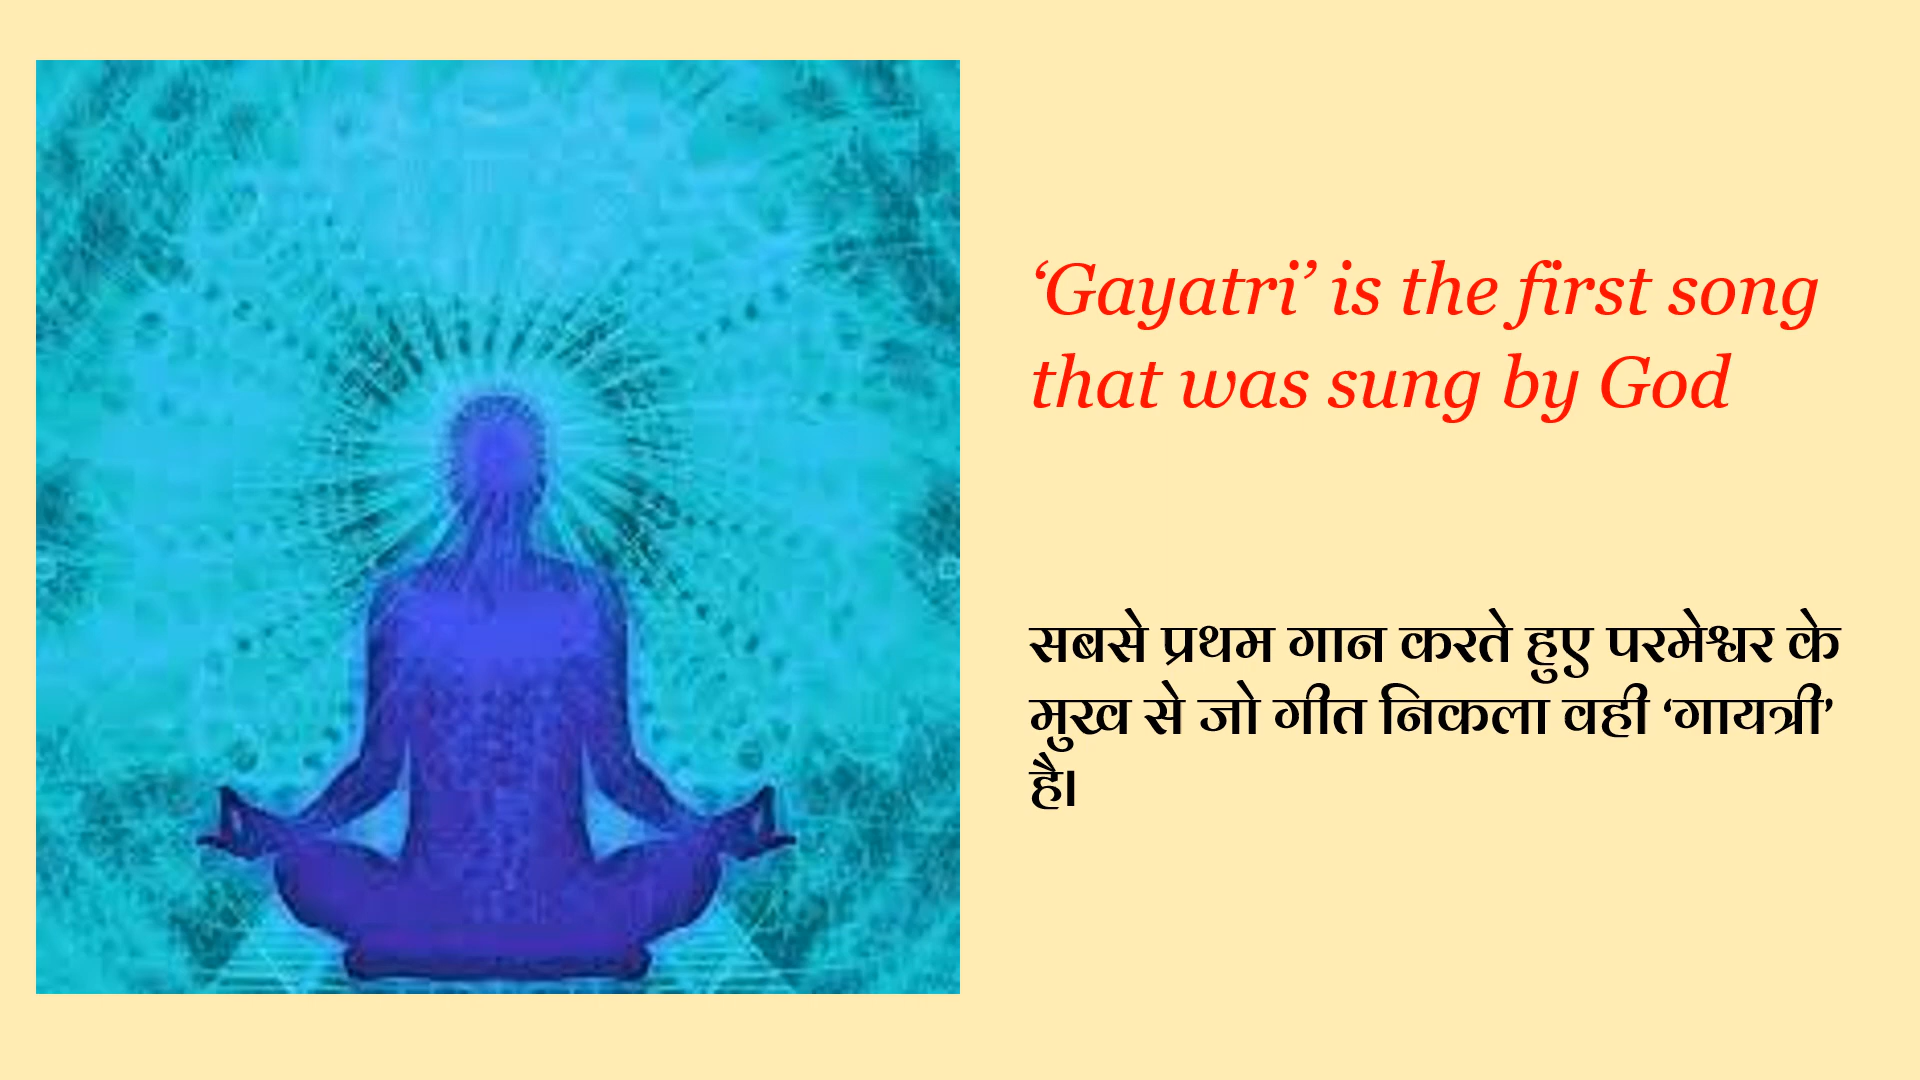 ‘Gayatri’ is the first song
that was sung by God
सबसे प्रथम गान करते हुए परमेश्वर के
मुख से जो गीत निकला वही ‘गायत्री’
है।